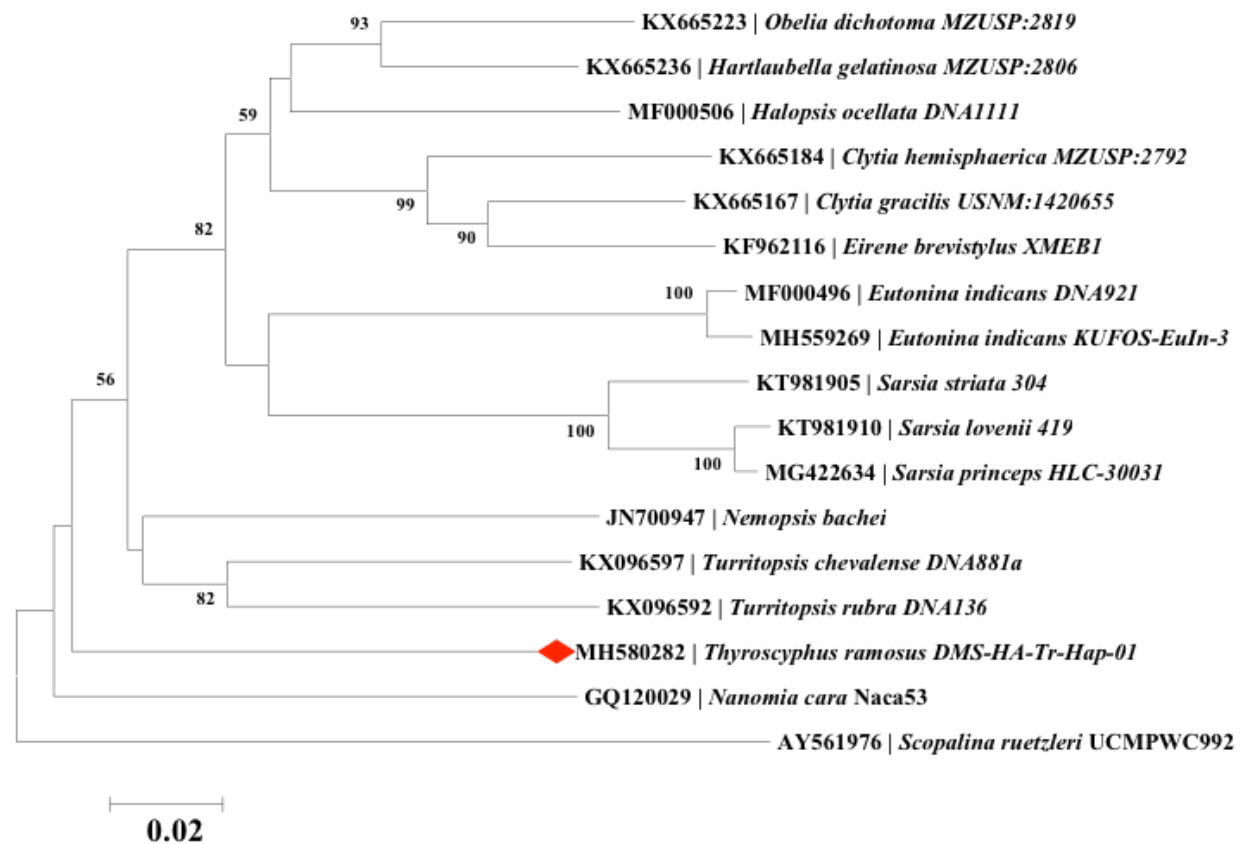 93
KX665223 | Obelia dichotoma MZUSP:2819
KX665236 | Hartlaubella gelatinosa MZUSP:2806
59
MF000506 | Halopsis ocellata DNA1111
KX665184 | Clytia hemisphaerica MZUSP:2792
99
KX665167 | Clytia gracilis USNM:1420655
82
90
KF962116 | Eirene brevistylus XMEB1
100
MF000496 | Eutonina indicans DNA921
MH559269 | Eutonina indicans KUFOS-EuIn-3
56
KT981905 | Sarsia striata 304
100
KT981910 | Sarsia lovenii 419
100
MG422634 | Sarsia princeps HLC-30031
JN700947 | Nemopsis bachei
KX096597 | Turritopsis chevalense DNA881a
82
KX096592 | Turritopsis rubra DNA136
MH580282 | Thyroscyphus ramosus DMS-HA-Tr-Hap-01
GQ120029 | Nanomia cara Naca53
AY561976 | Scopalina ruetzleri UCMPWC992
0.02